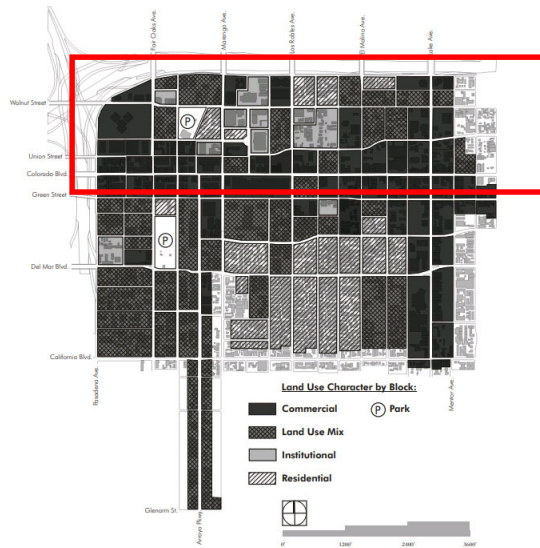 Fair Oaks Ave.
Marengo Ave.
Los Robles Ave.
El Molino Ave.
Lake Ave.
Walnut Street
P
Union Street
Colorado Blvd.
Green Street
P
Del Mar Blvd.
California Blvd.
Pasadena Ave.
Mentor Ave.
Land Use Character by Block:
Commercial
P Park
Land Use Mix
Institutional
Residential
Glenarm St.
Arroyo Pkwy.
0' 1200' 2400' 3600'